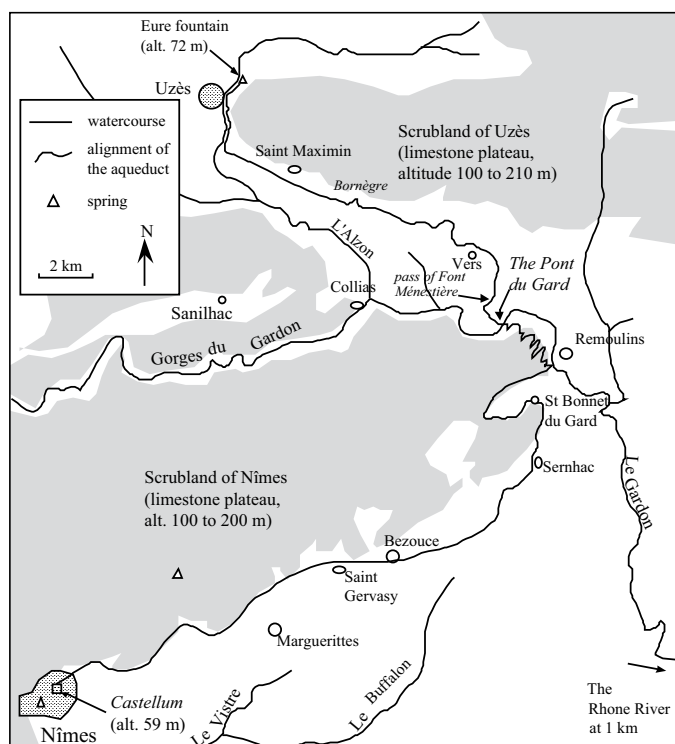 Eure fountain
(alt. 72 m)
Uzès
watercourse
alignment of
the aqueduct
spring
N
2 km
Scrubland of Uzès
(limestone plateau,
altitude 100 to 210 m)
Saint Maximin
Bornègre
L'Alzon
Vers
pass of Font
Ménestière
The Pont
du Gard
Collias
Sanilhac
Gorges du Gardon
Remoulins
St Bonnet
du Gard
Sernhac
Le Gardon
Scrubland of Nîmes
(limestone plateau,
alt. 100 to 200 m)
Bezouce
Saint
Gervasy
Marguerittes
Castellum
(alt. 59 m)
Nîmes
Le Vistre
Le Buffalon
The
Rhone River
at 1 km